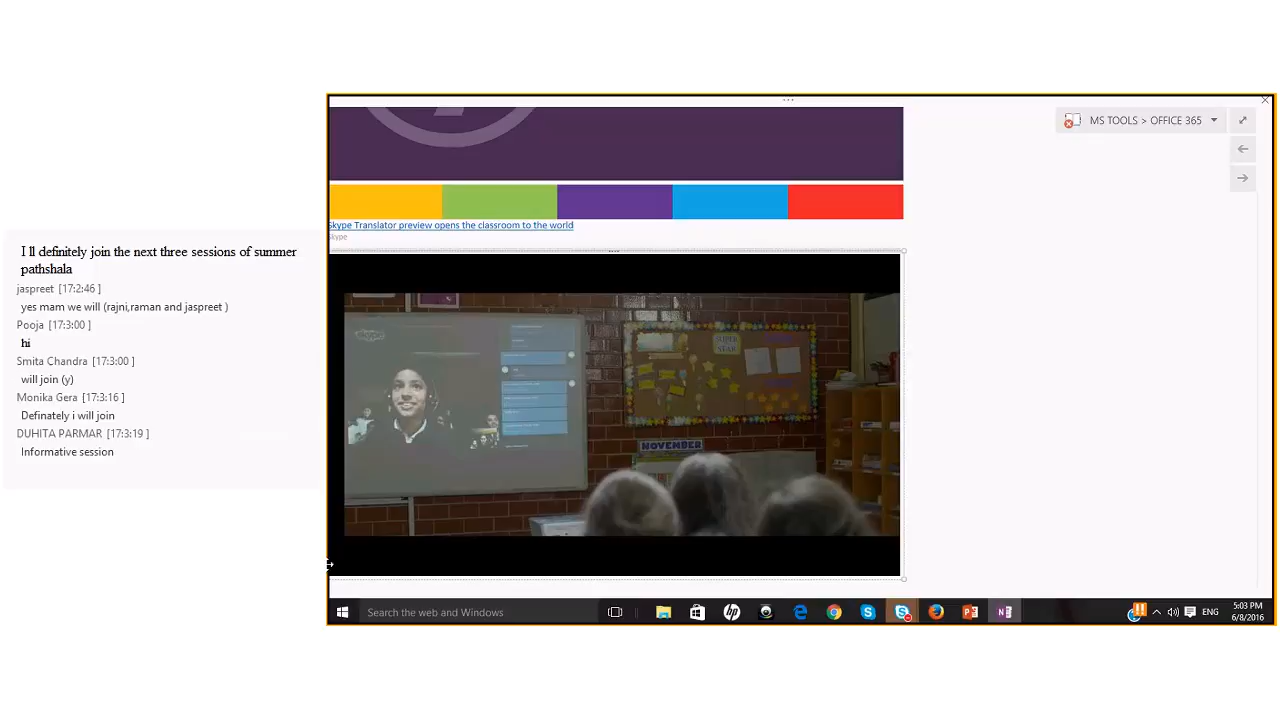 I ll definitely join the next three sessions of summer
pathshala
jaspreet [17:2:46 ]
yes mam we will (rajni,raman and jaspreet )
Pooja [17:3:00 ]
hi
Smita Chandra [17:3:00 ]
will join (y)
Monika Gera [17:3:16 ]
Definately i will join
DUHITA PARMAR [17:3:19 ]
Informative session
MS TOOLS > OFFICE 365
Skype Translator preview opens the classroom to the world
Skype
SUPER
STAR
NOVEMBER
Search the web and Windows
ENG
5:03 PM
6/8/2016